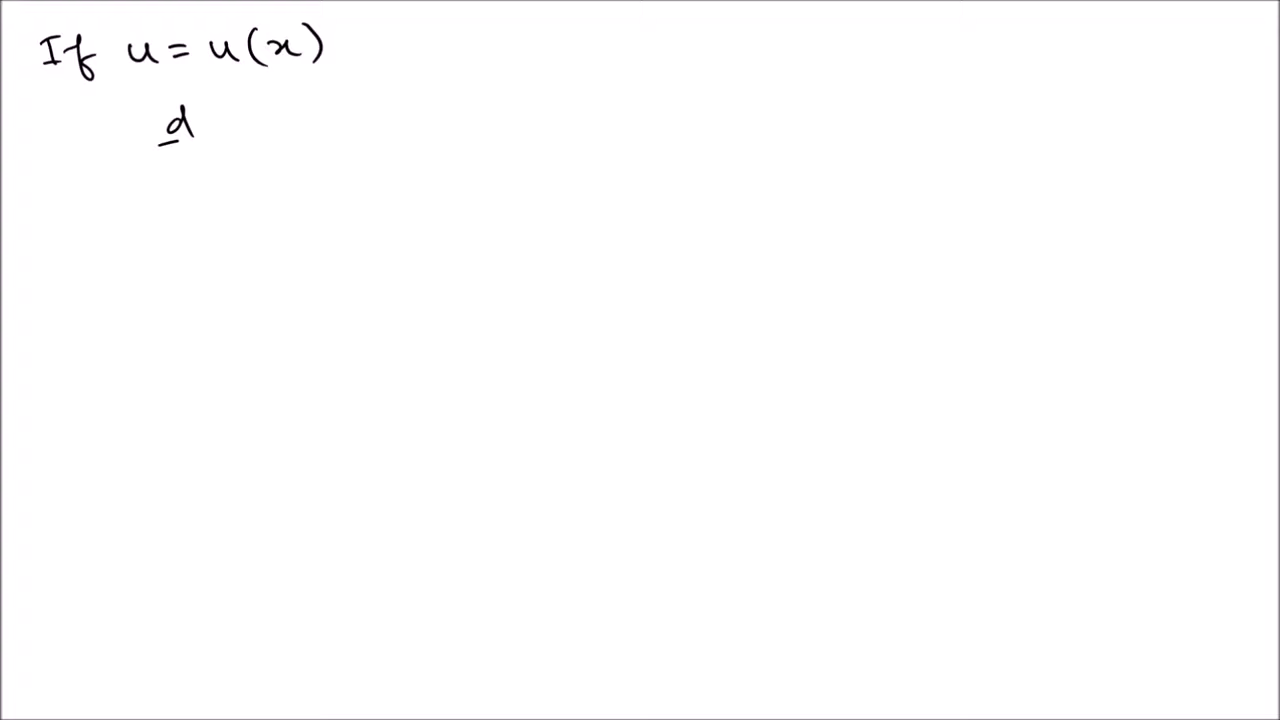 If u = u(x)
d